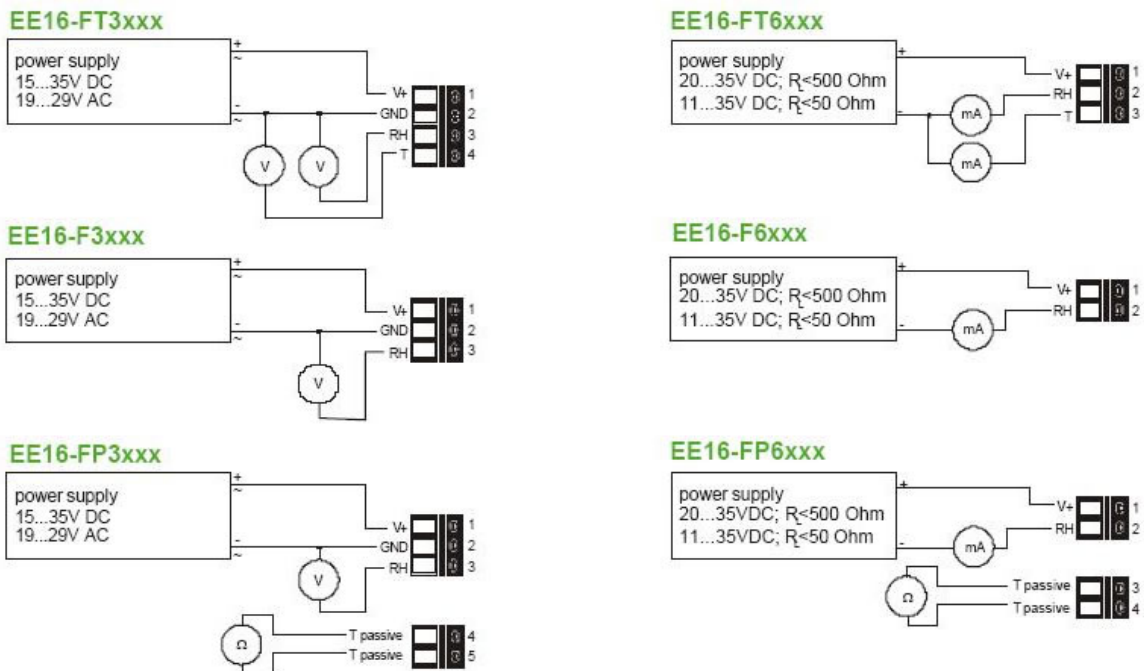 EE16-FT3xxx
+
~
power supply
15...35V DC
19...29V AC
-
~
V+ 1
GND 2
RH 3
T 4
V V
EE16-FT6xxx
+
power supply
20...35V DC; RL<500 Ohm
11...35V DC; RL<50 Ohm
-
V+ 1
RH 2
T 3
mA
mA
EE16-F3xxx
+
~
power supply
15...35V DC
19...29V AC
-
~
V+ 1
GND 2
RH 3
V
EE16-F6xxx
+
power supply
20...35V DC; RL<500 Ohm
11...35V DC; RL<50 Ohm
-
V+ 1
RH 2
mA
EE16-FP3xxx
+
~
power supply
15...35V DC
19...29V AC
-
~
V+ 1
GND 2
RH 3
V
Ω
T passive 4
T passive 5
EE16-FP6xxx
+
power supply
20...35VDC; RL<500 Ohm
11...35VDC; RL<50 Ohm
-
V+ 1
RH 2
mA
Ω
T passive 3
T passive 4